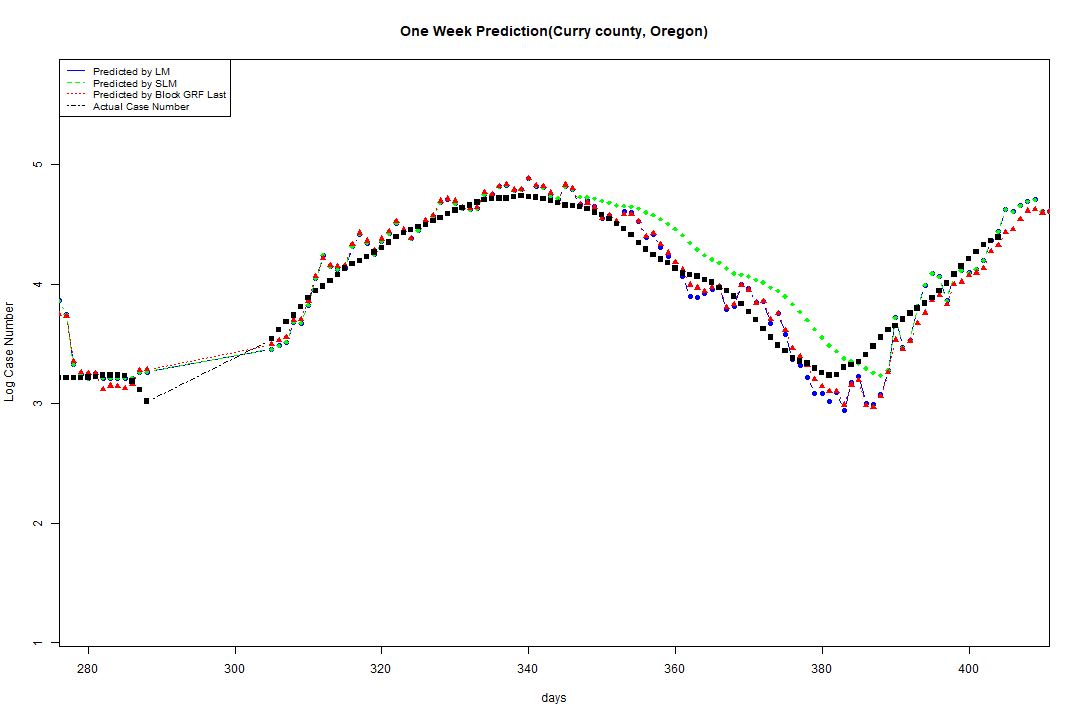 One Week Prediction(Curry county, Oregon)
Predicted by LM
Predicted by SLM
Predicted by Block GRF Last
Actual Case Number
5
4
3
2
1
Log Case Number
280 300 320 340 360 380 400
days